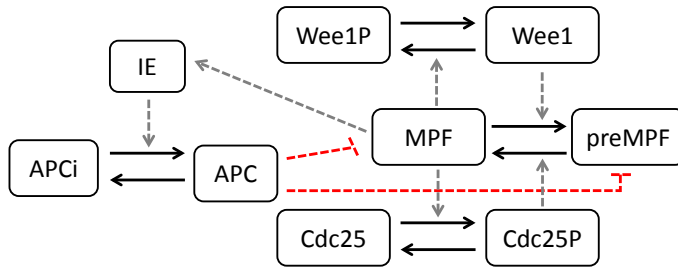 Wee1P
Wee1
IE
MPF
preMPF
APCi
APC
Cdc25
Cdc25P